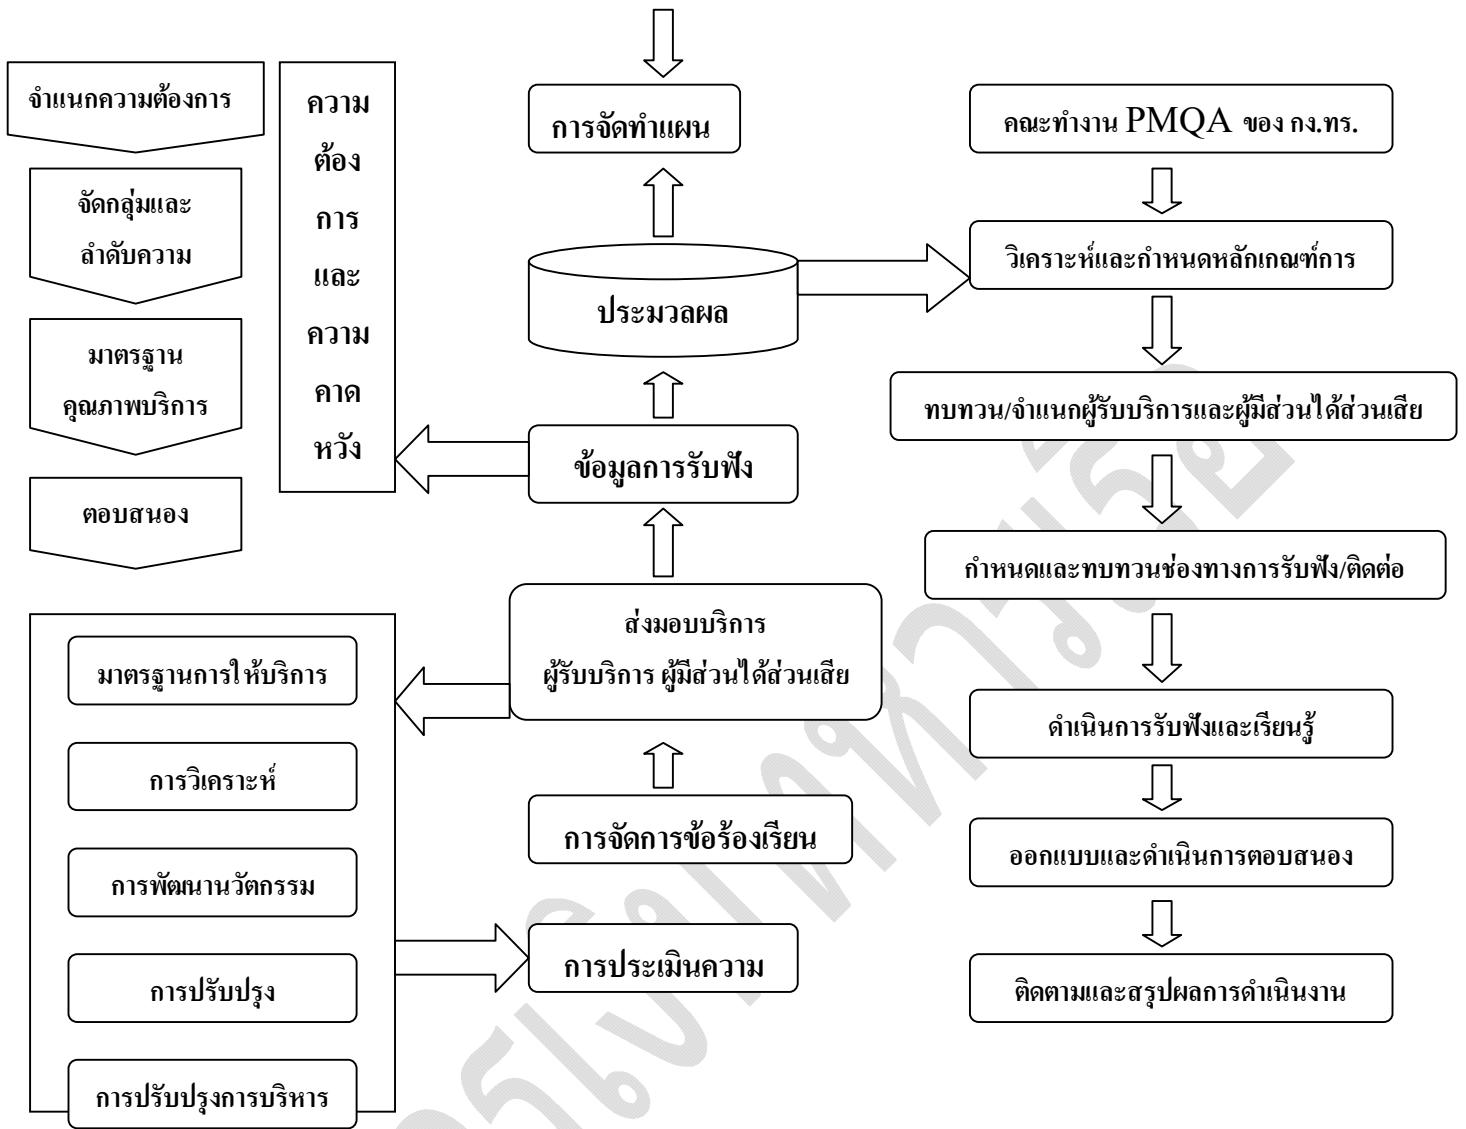 จำแนกความต้องการ
จัดกลุ่มและ
ลำดับความ
มาตรฐาน
คุณภาพบริการ
ตอบสนอง
ความ
ต้อง
การ
และ
ความ
คาด
หวัง
การจัดทำแผน
ประมวลผล
ข้อมูลการรับฟัง
ส่งมอบบริการ
ผู้รับบริการ ผู้มีส่วนได้ส่วนเสีย
การจัดการข้อร้องเรียน
การประเมินความ
มาตรฐานการให้บริการ
การวิเคราะห์
การพัฒนานวัตกรรม
การปรับปรุง
การปรับปรุงการบริหาร
คณะทำงาน PMQA ของ กง.ทร.
วิเคราะห์และกำหนดหลักเกณฑ์การ
ทบทวน/จำแนกผู้รับบริการและผู้มีส่วนได้ส่วนเสีย
กำหนดและทบทวนช่องทางการรับฟัง/ติดต่อ
ดำเนินการรับฟังและเรียนรู้
ออกแบบและดำเนินการตอบสนอง
ติดตามและสรุปผลการดำเนินงาน